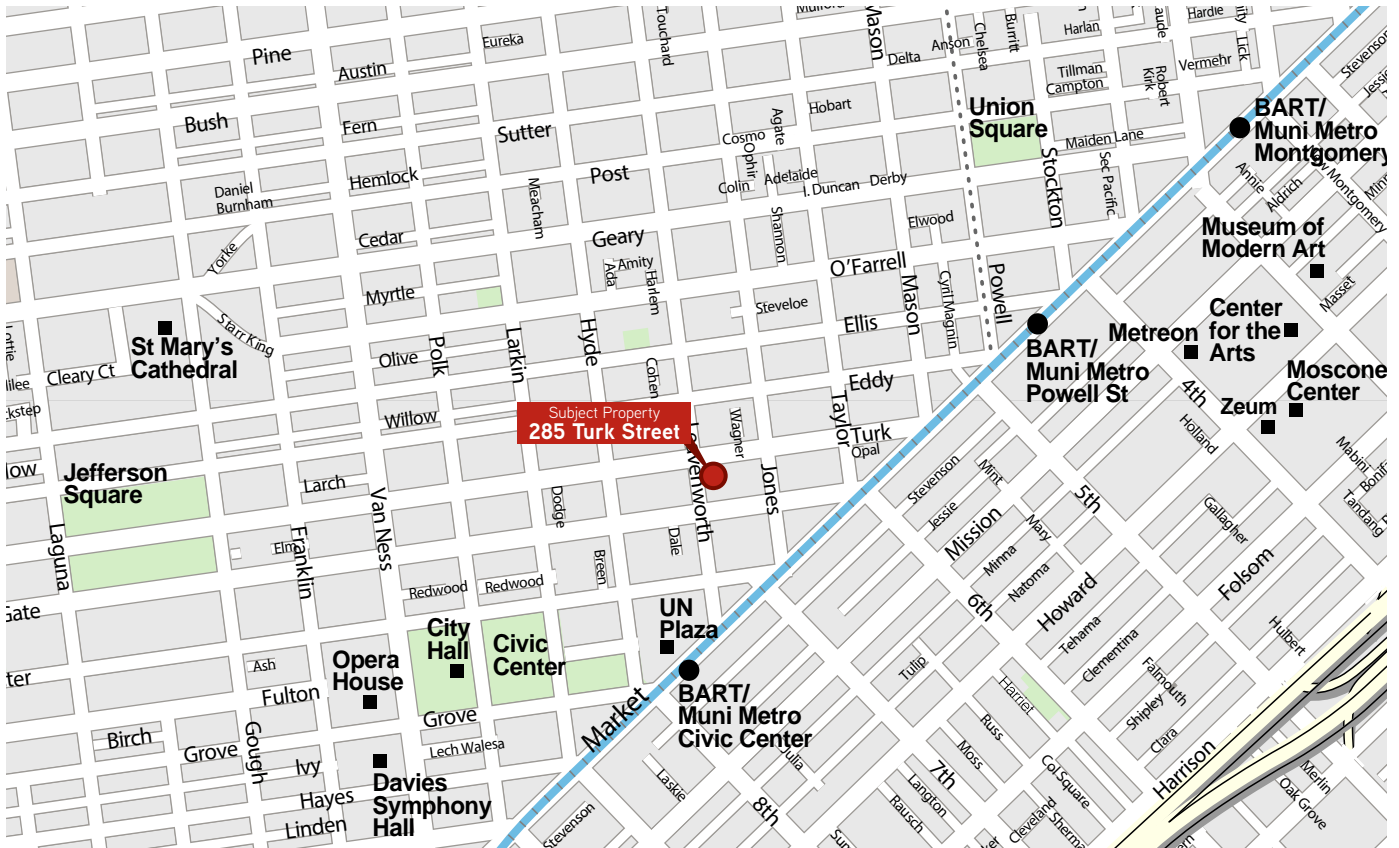 Mulford
Touchard
Mason
Burritt
Chelsea
Harlan
Hardie
Lick
Eureka
Pine
Austin
Delta
Anson
Tillman
Campton
Robert
Kirk
Vermehr
Stevenson
Jessie
Bush
Fern
Sutter
Hobart
Agate
Cosmo
Ophir
Union
Square
Maiden Lane
BART/
Muni Metro
Montgomery
Daniel
Burnham
Hemlock
Meacham
Post
Colin
Adelaide
I. Duncan
Derby
Stockton
Sec Pacific
Annie
Aldrich
New Montgomery
Yorke
Cedar
Geary
Shannon
Elwood
Museum of
Modern Art
Amity
Ada
Harlem
O'Farrell
Mason
Cyril Magnin
Powell
Masset
Myrtle
Steveloe
Ellis
Starr King
St Mary's
Cathedral
Polk
Larkin
Hyde
BART/
Muni Metro
Powell St
Metreon
Center
for the
Arts
Cleary Ct
Olive
Cohen
Eddy
4th
Moscone
Center
Zeum
Willow
Subject Property
285 Turk Street
Wagner
Taylor
Turk
Opal
Holland
Mabini
Jefferson
Square
Larch
Van Ness
Dodge
Leavenworth
Jones
Stevenson
Mint
Jessie
5th
Gallagher
Tandang
Laguna
Elm
Franklin
Breen
Dale
Mission
Mary
Minna
Natoma
Folsom
Gate
Redwood
Redwood
6th
Howard
Tehama
Clementina
Hulbert
City
Hall
Civic
Center
UN
Plaza
Opera
House
Ash
Fulton
Tulip
Harriet
Falmouth
Shipley
Clara
BART/
Muni Metro
Civic Center
Market
Grove
Lech Walesa
Russ
Moss
Birch
Grove
Gough
Ivy
Davies
Symphony
Hall
Hayes
Linden
Laskie
Julia
7th
Langton
Rausch
Col Square
Cleveland
Harrison
Merlin
Oak Grove
Stevenson
8th